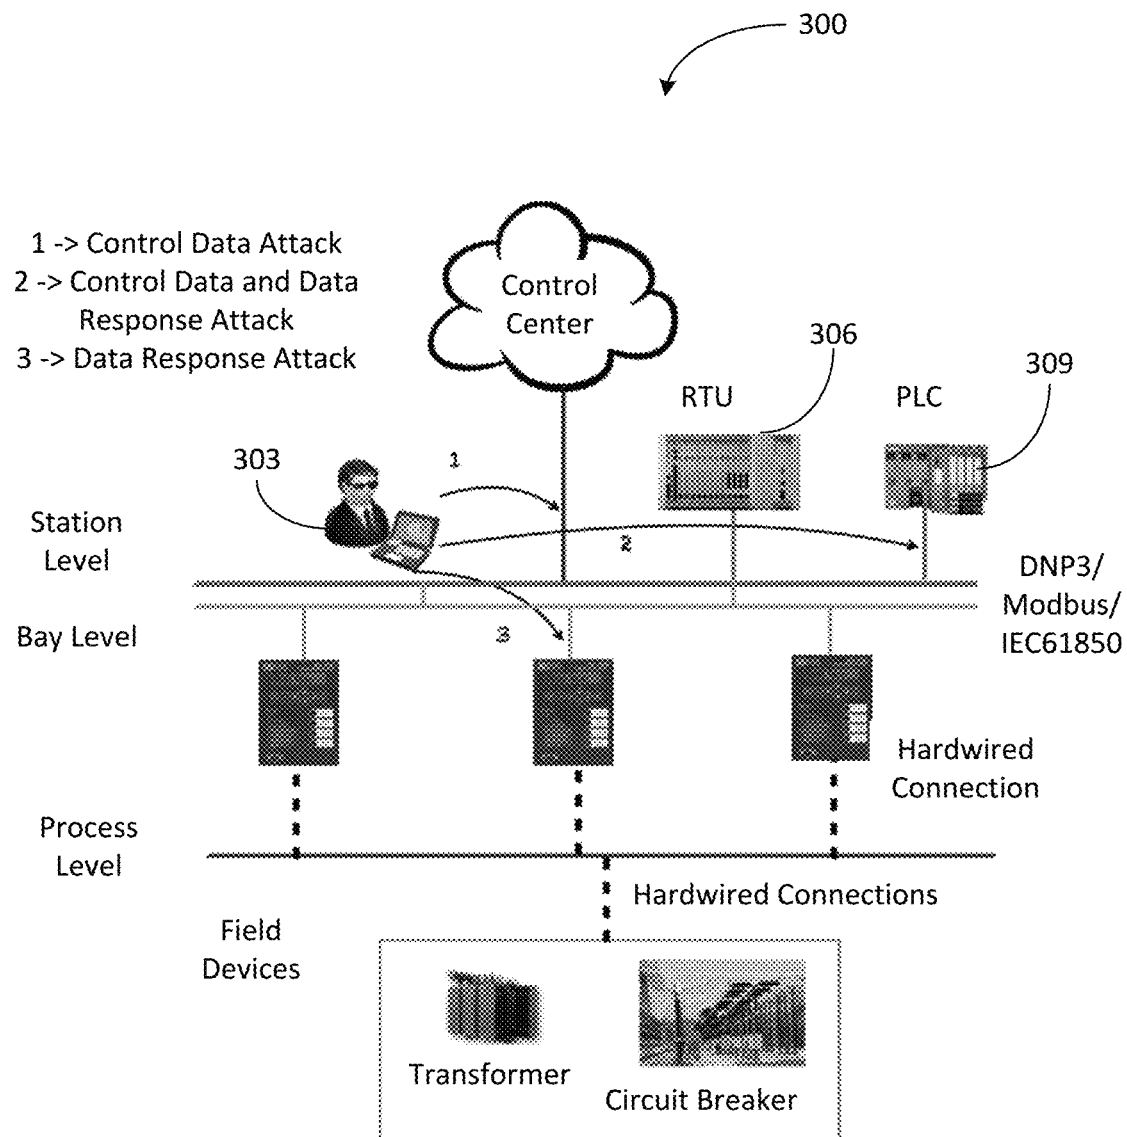 300
1 -> Control Data Attack
2 -> Control Data and Data
Response Attack
3 -> Data Response Attack
Control
Center
306
RTU
PLC
309
303
1
Station
Level
2
DNP3/
Modbus/
IEC61850
Bay Level
3
Hardwired
Connection
Process
Level
Hardwired Connections
Field
Devices
Transformer
Circuit Breaker